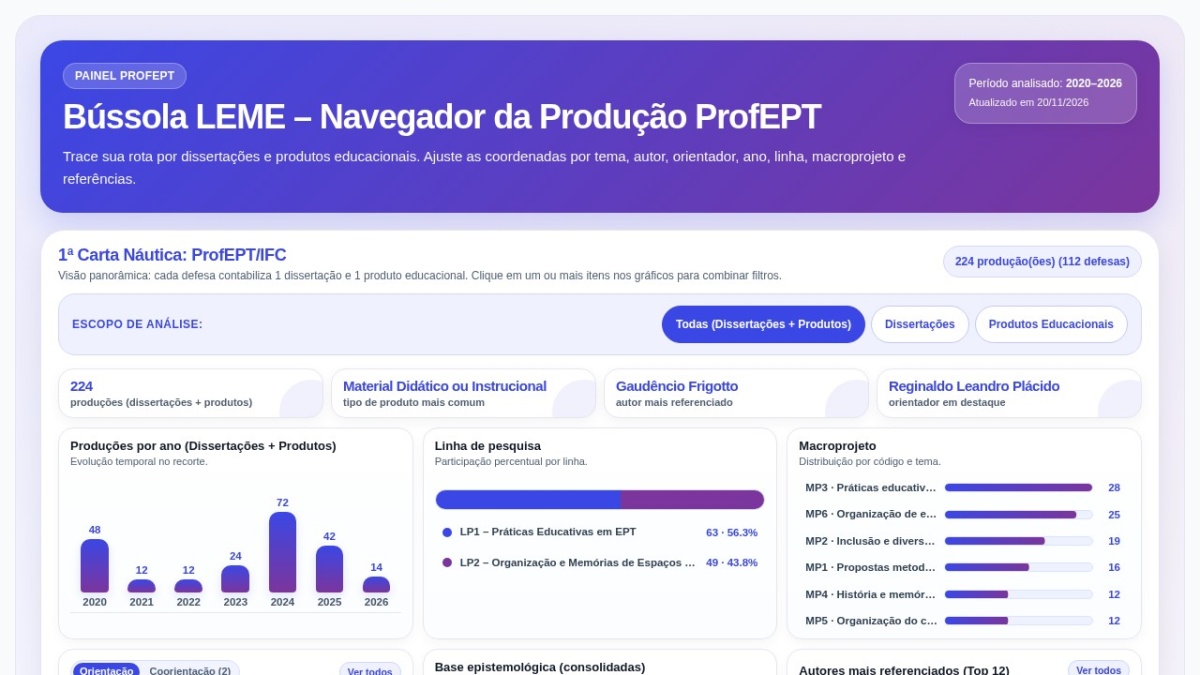 PAINEL PROFEPT
Bússola LEME – Navegador da Produção ProfEPT
Trace sua rota por dissertações e produtos educacionais. Ajuste as coordenadas por tema, autor, orientador, ano, linha, macroprojeto e
referências.
Período analisado: 2020–2026
Atualizado em 20/11/2026
1ª Carta Náutica: ProfEPT/IFC
Visão panorâmica: cada defesa contabiliza 1 dissertação e 1 produto educacional. Clique em um ou mais itens nos gráficos para combinar filtros.
224 produção(ões) (112 defesas)
ESCOPO DE ANÁLISE:
Todas (Dissertações + Produtos)
Dissertações
Produtos Educacionais
224
produções (dissertações + produtos)
Material Didático ou Instrucional
tipo de produto mais comum
Gaudêncio Frigotto
autor mais referenciado
Reginaldo Leandro Plácido
orientador em destaque
Produções por ano (Dissertações + Produtos)
Evolução temporal no recorte.
48
12
12
24
72
42
14
2020
2021
2022
2023
2024
2025
2026
Linha de pesquisa
Participação percentual por linha.
LP1 – Práticas Educativas em EPT
63 · 56.3%
LP2 – Organização e Memórias de Espaços ...
49 · 43.8%
Macroprojeto
Distribuição por código e tema.
MP3 · Práticas educativ...
28
MP6 · Organização de e...
25
MP2 · Inclusão e divers...
19
MP1 · Propostas metod...
16
MP4 · História e memór...
12
MP5 · Organização do c...
12
Orientação
Coorientação (2)
Ver todos
Base epistemológica (consolidadas)
Autores mais referenciados (Top 12)
Ver todos